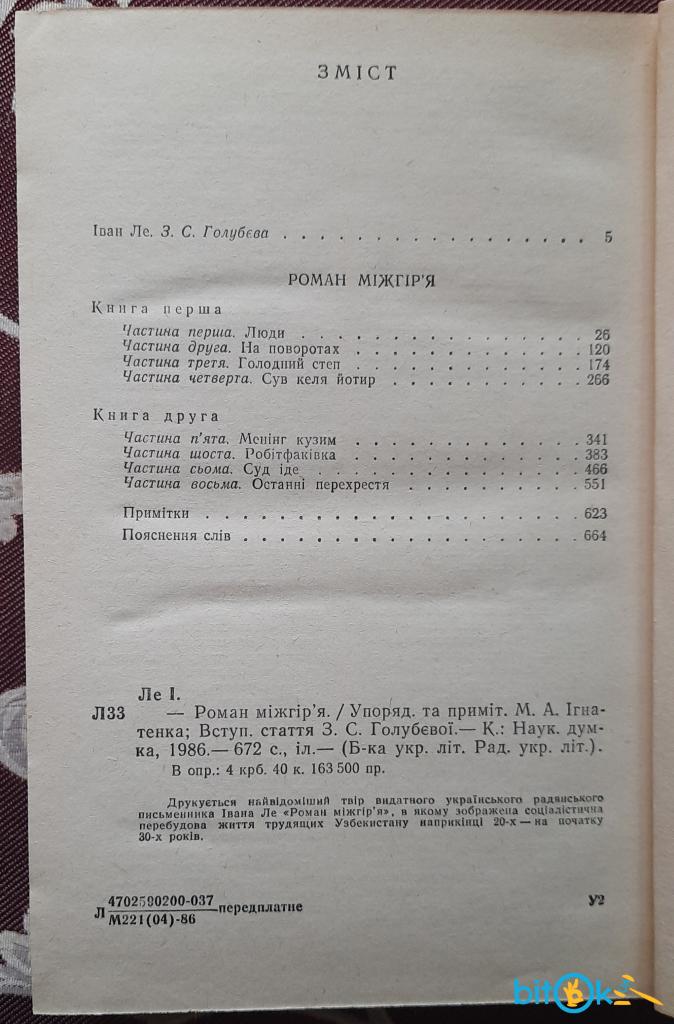 ЗМІСТ
Іван Ле. З. С. Голубєва . . . . . . . . . . . . . . . . . 5
РОМАН МІЖГІР'Я
Книга перша
Частина перша. Люди . . . . . . . . . . . . . . 26
Частина друга. На поворотах . . . . . . . . . . . 120
Частина третя. Голодний степ . . . . . . . . . . . 174
Частина четверта. Сув келя йотир . . . . . . . . . 266
Книга друга
Частина п'ята. Менінг кузим . . . . . . . . . . . 341
Частина шоста. Робітфаківка . . . . . . . . . . . 383
Частина сьома. Суд іде . . . . . . . . . . . . . 466
Частина восьма. Останні перехрестя . . . . . . . . 551
Примітки . . . . . . . . . . . . . . . . . . 623
Пояснення слів . . . . . . . . . . . . . . . . 664
Ле І.
Л33 — Роман міжгір'я. / Упоряд. та приміт. М. А. Ігна-
тенка; Вступ. стаття З. С. Голубєвої.— К.: Наук. дум-
ка, 1986.— 672 с., іл.— (Б-ка укр. літ. Рад. укр. літ.).
В опр.: 4 крб. 40 к. 163 500 пр.
Друкується найвідоміший твір видатного українського радянського
письменника Івана Ле «Роман міжгір'я», в якому зображена соціалістична
перебудова життя трудящих Узбекистану наприкінці 20-х — на початку
30-х років.
Л 4702590200-037 передплатне У2
М221(04)-86
bitOk